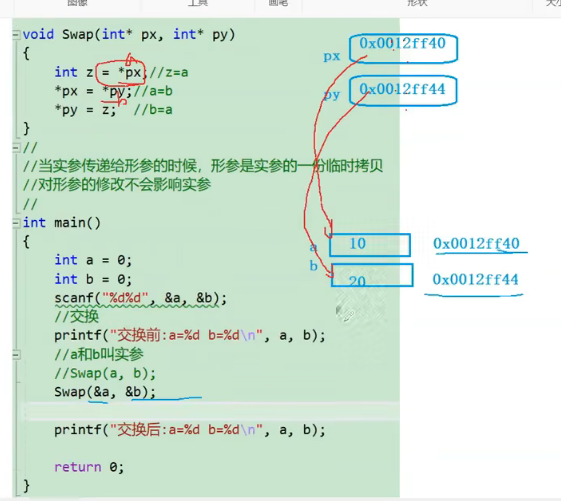 图像
工具
画笔
形状
void Swap(int* px, int* py)
{
int z = *px;//z=a
*px = *py;//a=b
*py = z;  //b=a
}
//
//当实参传递给形参的时候，形参是实参的一份临时拷贝
//对形参的修改不会影响实参
//
int main()
{
int a = 0;
int b = 0;
scanf("%d%d", &a, &b);
//交换
printf("交换前:a=%d b=%d\n", a, b);
//a和b叫实参
//Swap(a, b);
Swap(&a, &b);
printf("交换后:a=%d b=%d\n", a, b);
return 0;
}
px 0x0012ff40
py 0x0012ff44
a 10 0x0012ff40
b 20 0x0012ff44
a
b